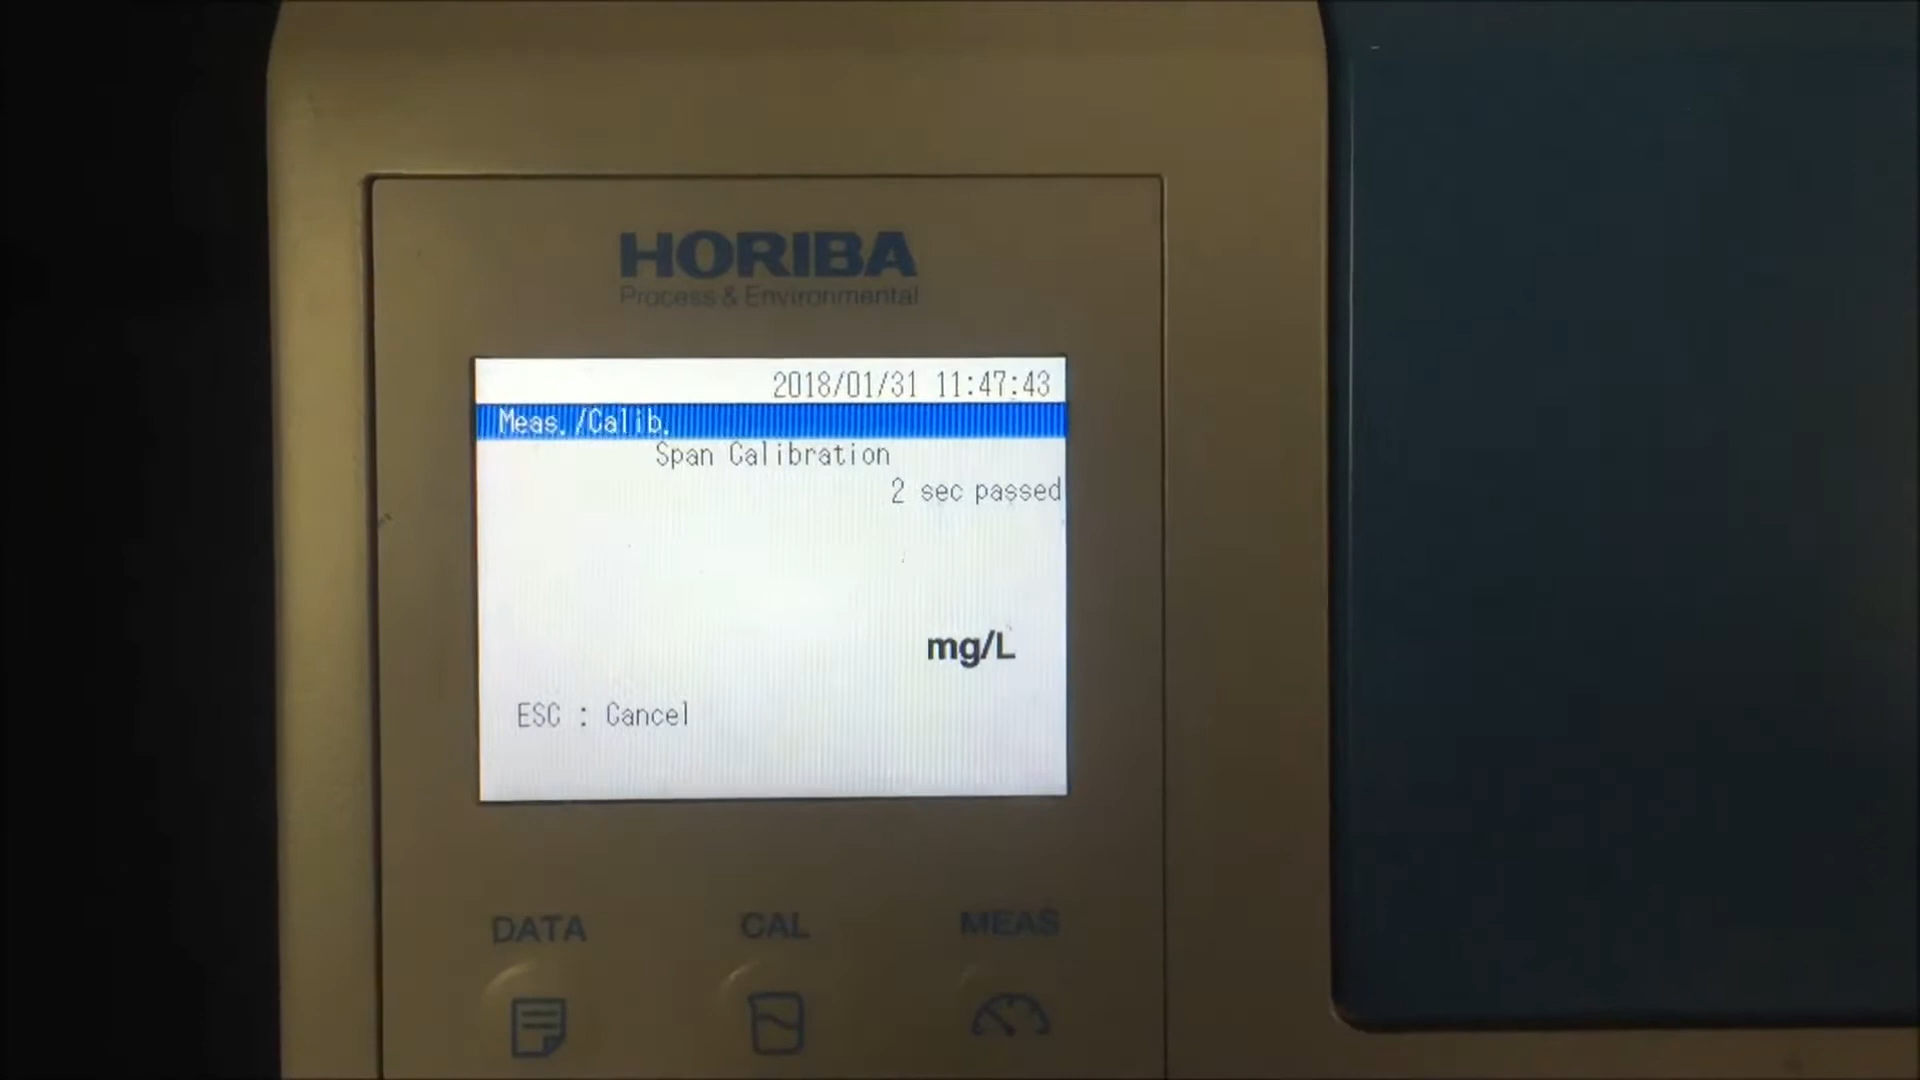 HORIBA
Process & Environmental
2018/01/31 11:47:43
Meas./Calib.
Span Calibration
2 sec passed
mg/L
ESC : Cancel
DATA CAL MEAS